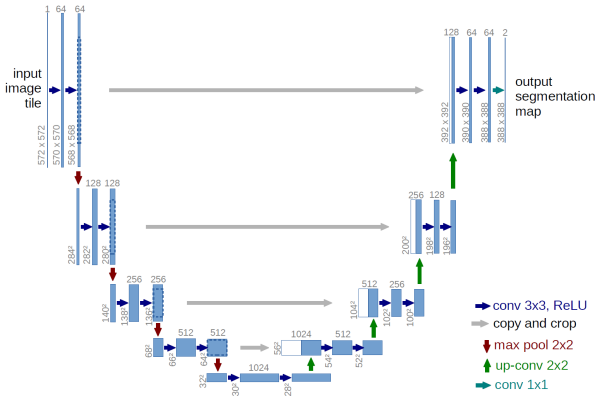 1 64 64
128 64 64 2
input
image
tile
output
segmentation
map
572 x 572
570 x 570
568 x 568
392 x 392
390 x 390
388 x 388
388 x 388
128 128
256 128
284²
282²
280²
200²
198²
196²
256 256
512 256
140²
138²
136²
104²
102²
100²
512 512
1024 512
68²
66²
64²
56²
54²
52²
1024
32²
30²
28²
conv 3x3, ReLU
copy and crop
max pool 2x2
up-conv 2x2
conv 1x1